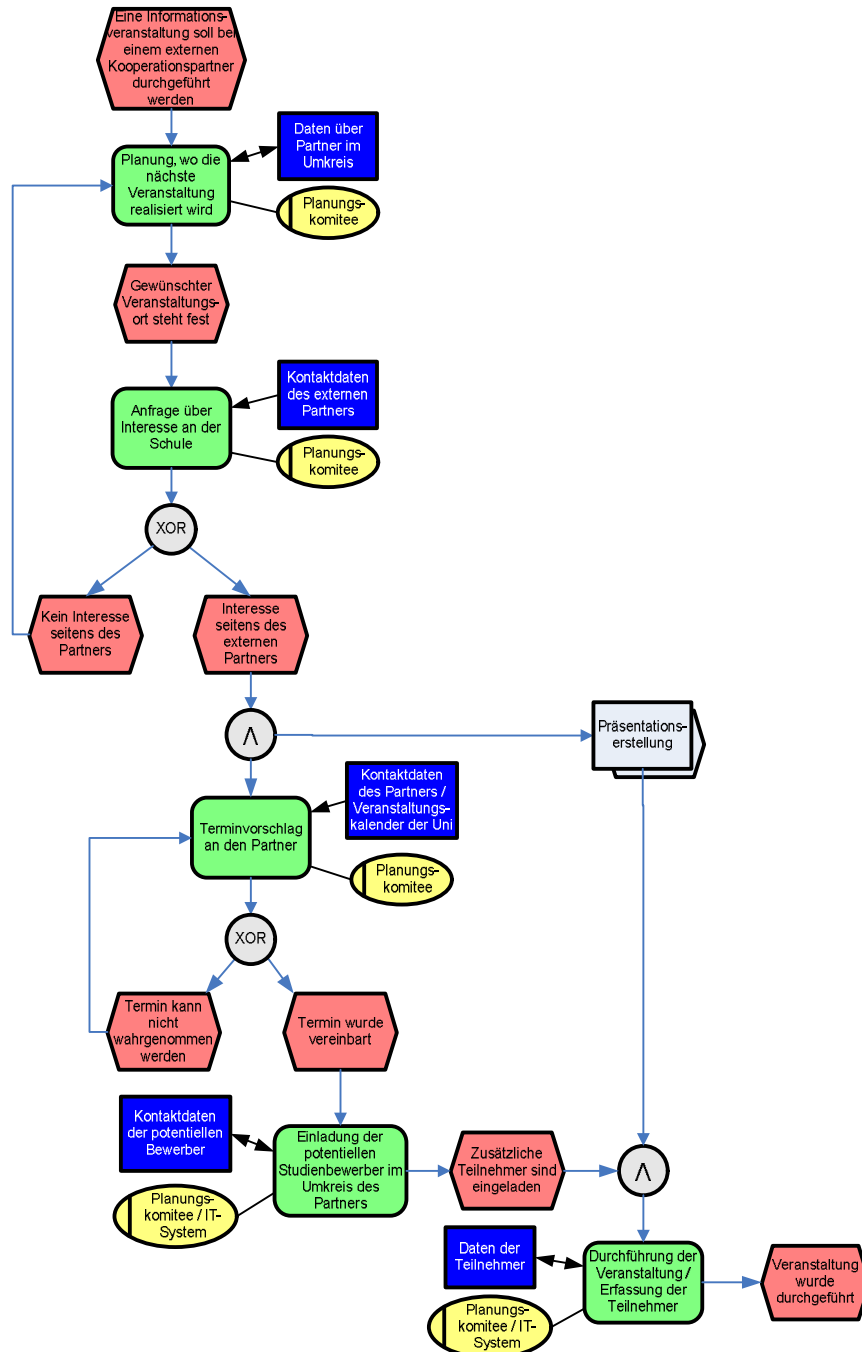 Eine Informations-
veranstaltung soll bei
einem externen
Kooperationspartner
durchgeführt
werden
Daten über
Partner im
Umkreis
Planung, wo die
nächste
Veranstaltung
realisiert wird
Planungs-
komitee
Gewünschter
Veranstaltungs-
ort steht fest
Kontaktdaten
des externen
Partners
Anfrage über
Interesse an der
Schule
Planungs-
komitee
XOR
Kein Interesse
seitens des
Partners
Interesse
seitens des
externen
Partners
Λ
Präsentations-
erstellung
Kontaktdaten
des Partners /
Veranstaltungs-
kalender der Uni
Terminvorschlag
an den Partner
Planungs-
komitee
XOR
Termin kann
nicht
wahrgenommen
werden
Termin wurde
vereinbart
Kontaktdaten
der potentiellen
Bewerber
Einladung der
potentiellen
Studienbewerber im
Umkreis des
Partners
Zusätzliche
Teilnehmer sind
eingeladen
Λ
Planungs-
komitee / IT-
System
Daten der
Teilnehmer
Durchführung der
Veranstaltung /
Erfassung der
Teilnehmer
Veranstaltung
wurde
durchgeführt
Planungs-
komitee / IT-
System